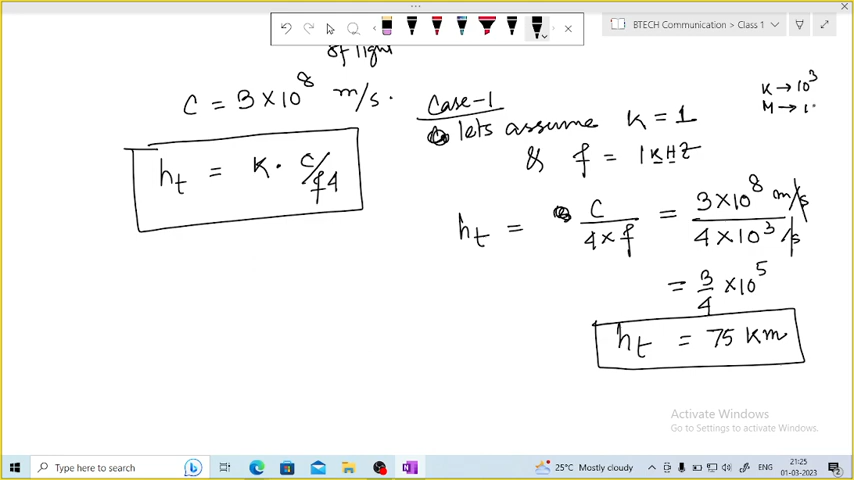 BTECH Communication > Class 1
of light
C = 3 × 10⁸ m/s.
hₜ = K · C/f4
Case-1
lets assume K = 1
& f = 1 KHZ
K → 10³
M → 1
hₜ = C / 4 × f = 3 × 10⁸ m/s / 4 × 10³ /s
= 3/4 × 10⁵
hₜ = 75 Km
Activate Windows
Go to Settings to activate Windows.
Type here to search
25°C Mostly cloudy
ENG
21:25
01-03-2023
2